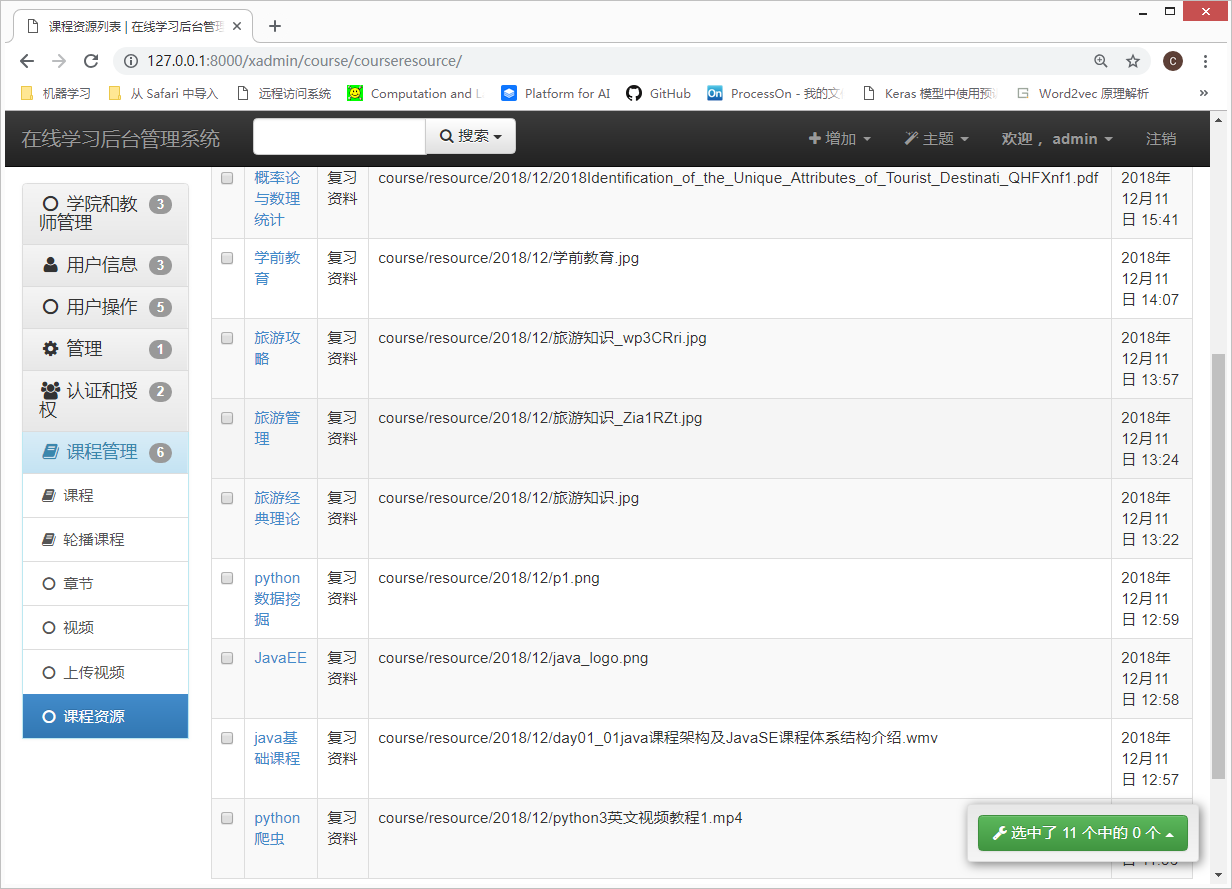 课程资源列表 | 在线学习后台管理
127.0.0.1:8000/xadmin/course/courseresource/
C
机器学习
从 Safari 中导入
远程访问系统
Computation and L
Platform for AI
GitHub
On ProcessOn - 我的文
Keras 模型中使用预
Word2vec 原理解析
»
在线学习后台管理系统
搜索
增加
主题
欢迎， admin
注销
学院和教
师管理
3
用户信息 3
用户操作 5
管理 1
认证和授
权
2
课程管理 6
课程
轮播课程
章节
视频
上传视频
课程资源
概率论 复习 course/resource/2018/12/2018Identification_of_the_Unique_Attributes_of_Tourist_Destinati_QHFXnf1.pdf 2018年
与数理 资料 12月11
统计 日 15:41
学前教 复习 course/resource/2018/12/学前教育.jpg 2018年
育 资料 12月11
日 14:07
旅游攻 复习 course/resource/2018/12/旅游知识_wp3CRri.jpg 2018年
略 资料 12月11
日 13:57
旅游管 复习 course/resource/2018/12/旅游知识_Zia1RZt.jpg 2018年
理 资料 12月11
日 13:24
旅游经 复习 course/resource/2018/12/旅游知识.jpg 2018年
典理论 资料 12月11
日 13:22
python 复习 course/resource/2018/12/p1.png 2018年
数据挖 资料 12月11
掘 日 12:59
JavaEE 复习 course/resource/2018/12/java_logo.png 2018年
资料 12月11
日 12:58
java基 复习 course/resource/2018/12/day01_01java课程架构及JavaSE课程体系结构介绍.wmv 2018年
础课程 资料 12月11
日 12:57
python 复习 course/resource/2018/12/python3英文视频教程1.mp4
爬虫 资料
选中了 11 个中的 0 个